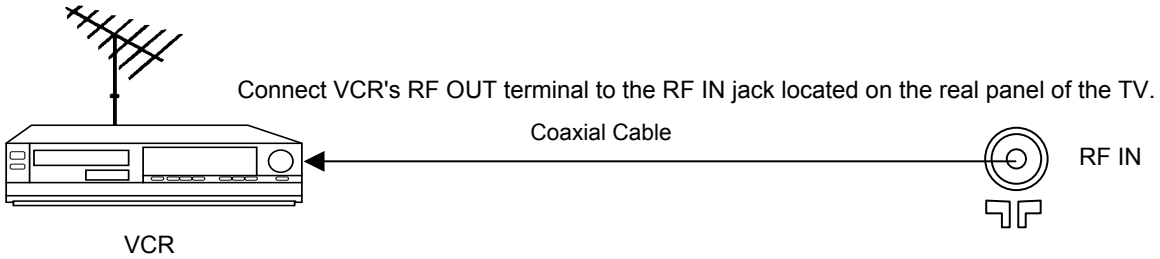 Connect VCR's RF OUT terminal to the RF IN jack located on the real panel of the TV.
Coaxial Cable
RF IN
VCR